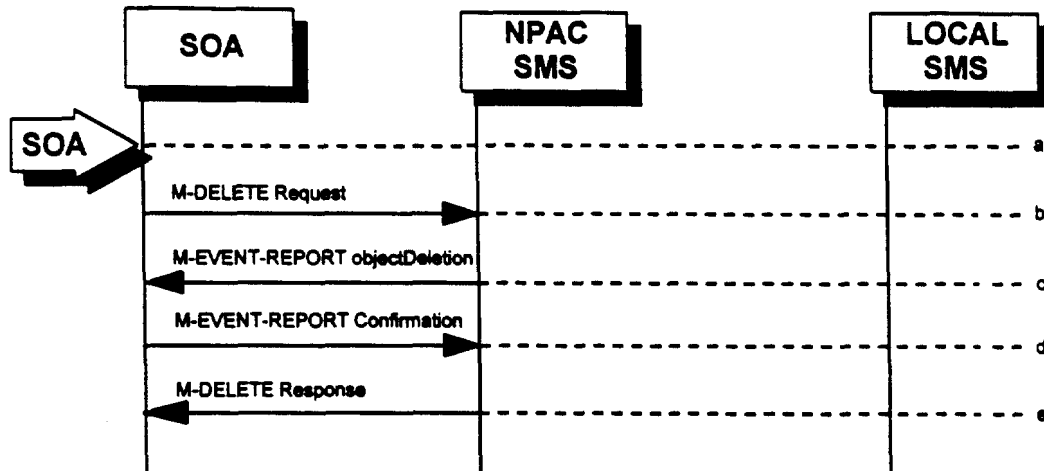 SOA
NPAC
SMS
LOCAL
SMS
SOA
a
M-DELETE Request
b
M-EVENT-REPORT objectDeletion
c
M-EVENT-REPORT Confirmation
d
M-DELETE Response
e